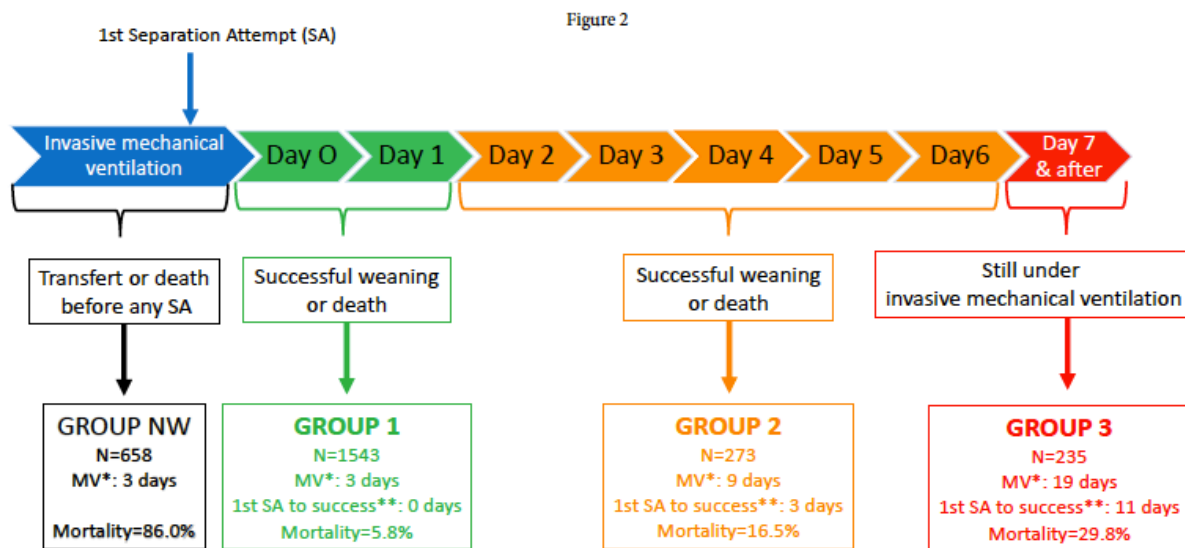 Figure 2
1st Separation Attempt (SA)
Invasive mechanical
ventilation
Day O
Day 1
Day 2
Day 3
Day 4
Day 5
Day6
Day 7
& after
Transfert or death
before any SA
Successful weaning
or death
Successful weaning
or death
Still under
invasive mechanical ventilation
GROUP NW
N=658
MV*: 3 days
Mortality=86.0%
GROUP 1
N=1543
MV*: 3 days
1st SA to success**: 0 days
Mortality=5.8%
GROUP 2
N=273
MV*: 9 days
1st SA to success**: 3 days
Mortality=16.5%
GROUP 3
N=235
MV*: 19 days
1st SA to success**: 11 days
Mortality=29.8%